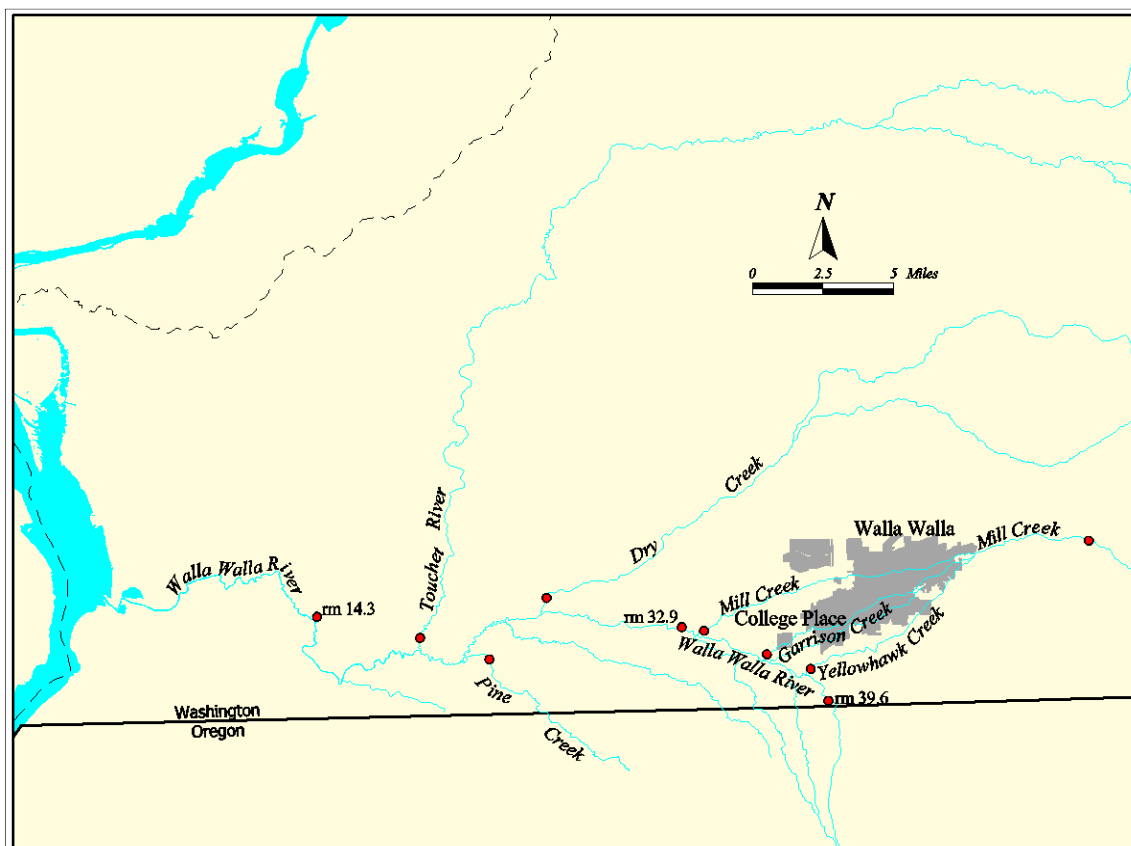 N
0 2.5 5 Miles
Touchet River
Dry Creek
Walla Walla
Mill Creek
Walla Walla River
rm 14.3
Mill Creek
rm 32.9
College Place
Garrison Creek
Walla Walla River
Yellowhawk Creek
Pine Creek
rm 39.6
Washington
Oregon